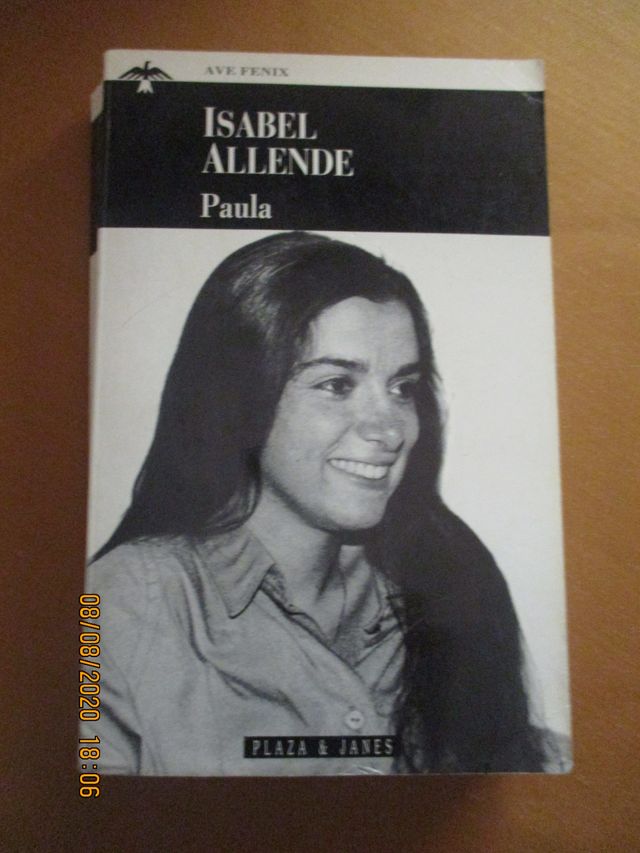 AVE FENIX
ISABEL
ALLENDE
Paula
PLAZA & JANES
08/08/2020 18:06